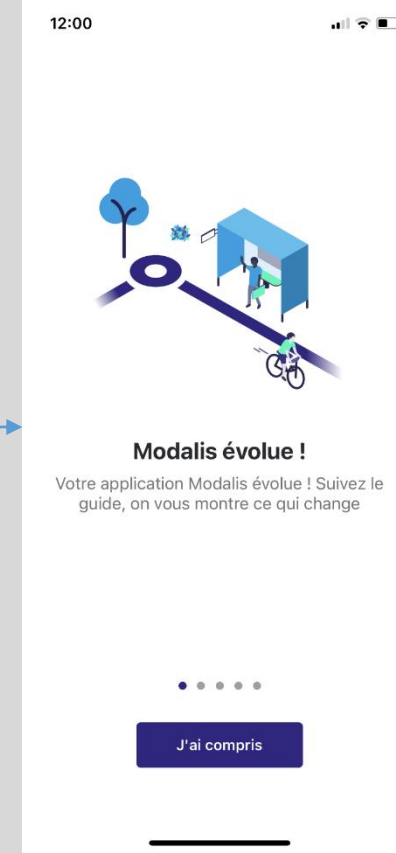 12:00
Modalis évolue !
Votre application Modalis évolue ! Suivez le
guide, on vous montre ce qui change
J'ai compris